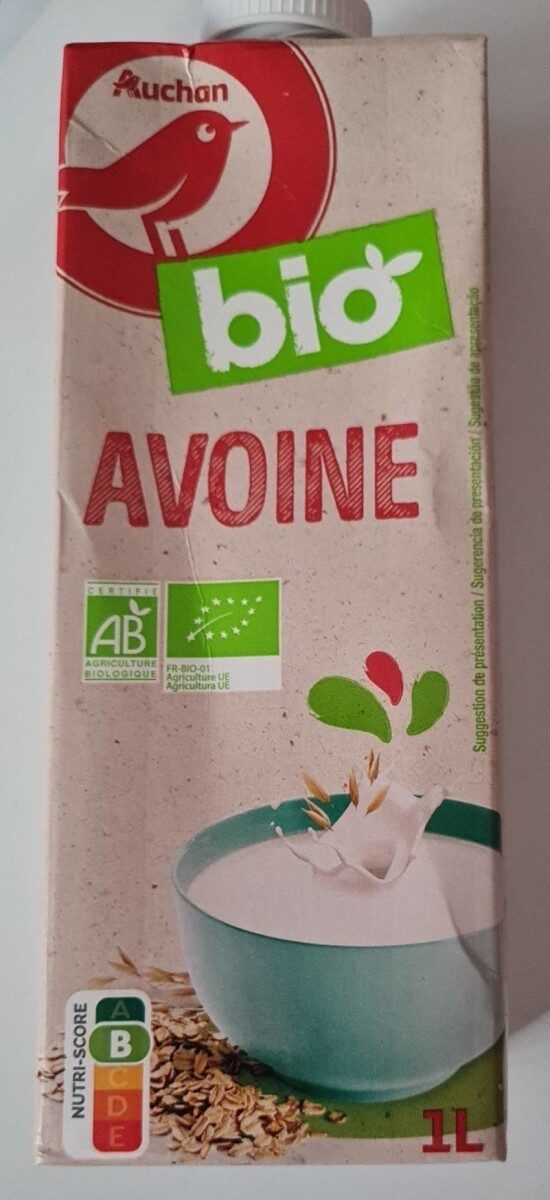 Auchan
bio
AVOINE
CERTIFIÉ
AB
AGRICULTURE
BIOLOGIQUE
FR-BIO-01
Agriculture UE
Agricultura UE
Suggestion de présentation / Sugerencia de presentación / Sugestão de apresentação
NUTRI-SCORE
A
B
C
D
E
1L